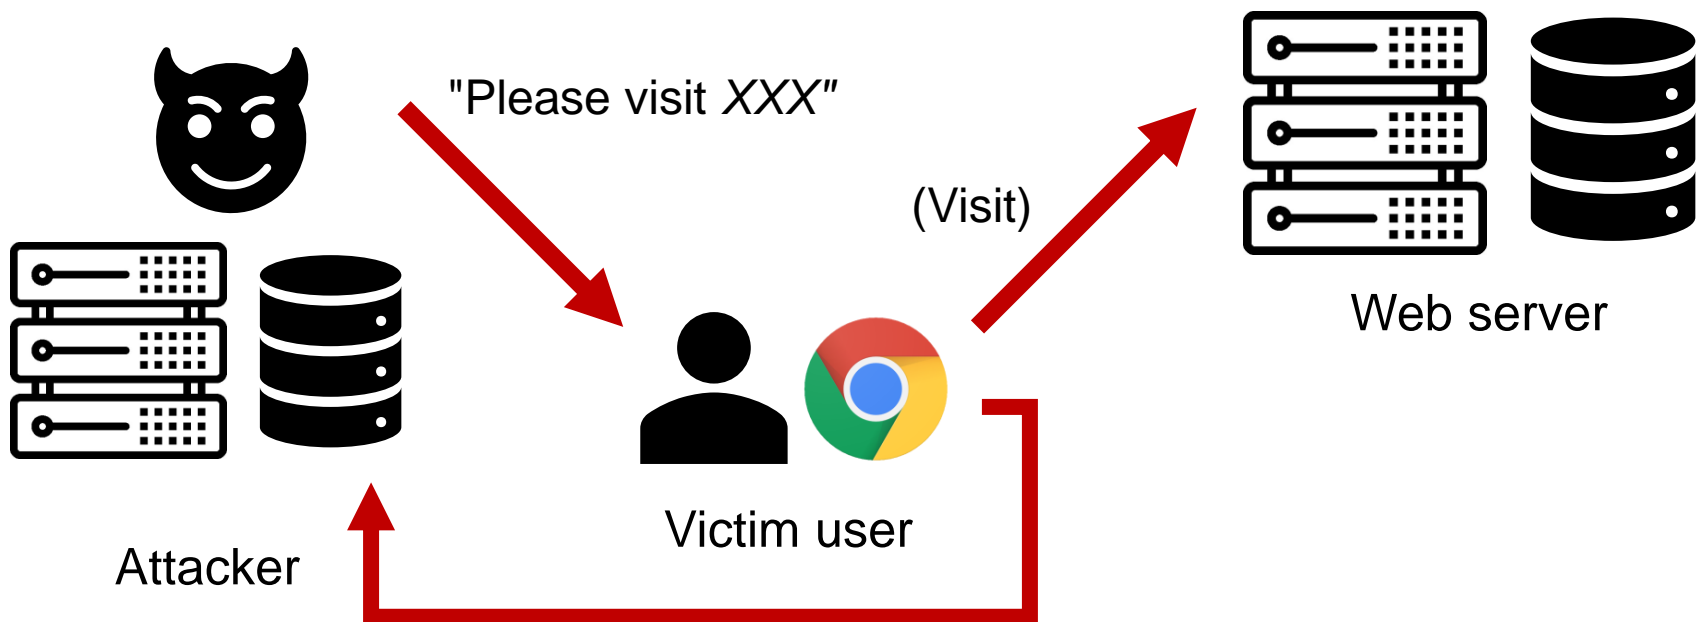 "Please visit XXX"
(Visit)
Web server
Victim user
Attacker